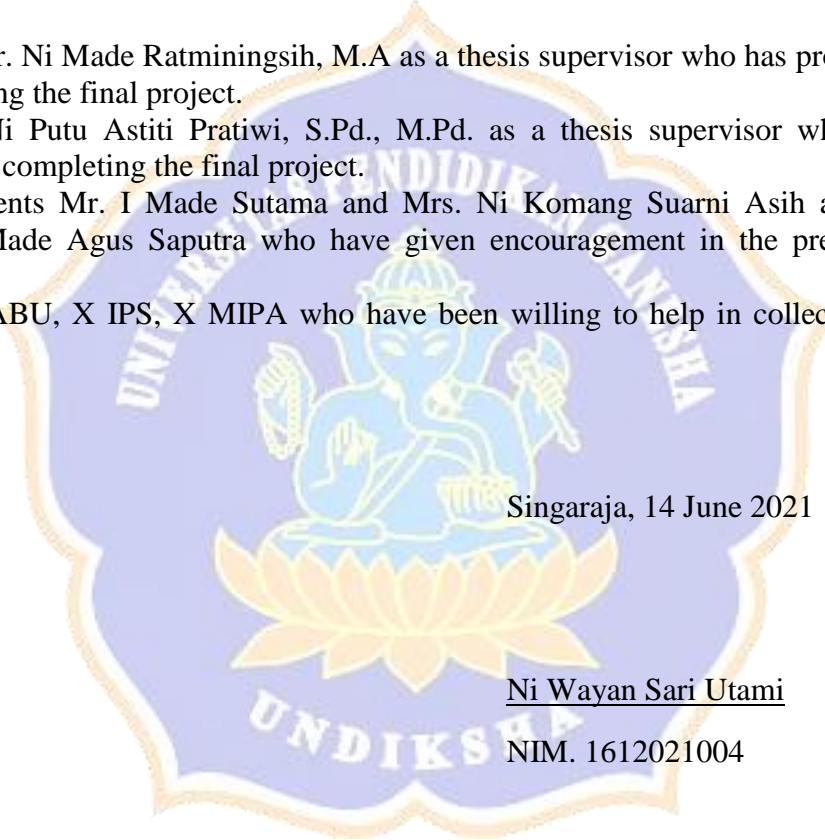 r. Ni Made Ratminingsih, M.A as a thesis supervisor who has pro
ng the final project.
Ni Putu Astiti Pratiwi, S.Pd., M.Pd. as a thesis supervisor wh
completing the final project.
ents Mr. I Made Sutama and Mrs. Ni Komang Suarni Asih a
Made Agus Saputra who have given encouragement in the pre
ABU, X IPS, X MIPA who have been willing to help in collec
UNIVERSITAS PENDIDIKAN GANESHA
Singaraja, 14 June 2021
Ni Wayan Sari Utami
UNDIKSHA
NIM. 1612021004